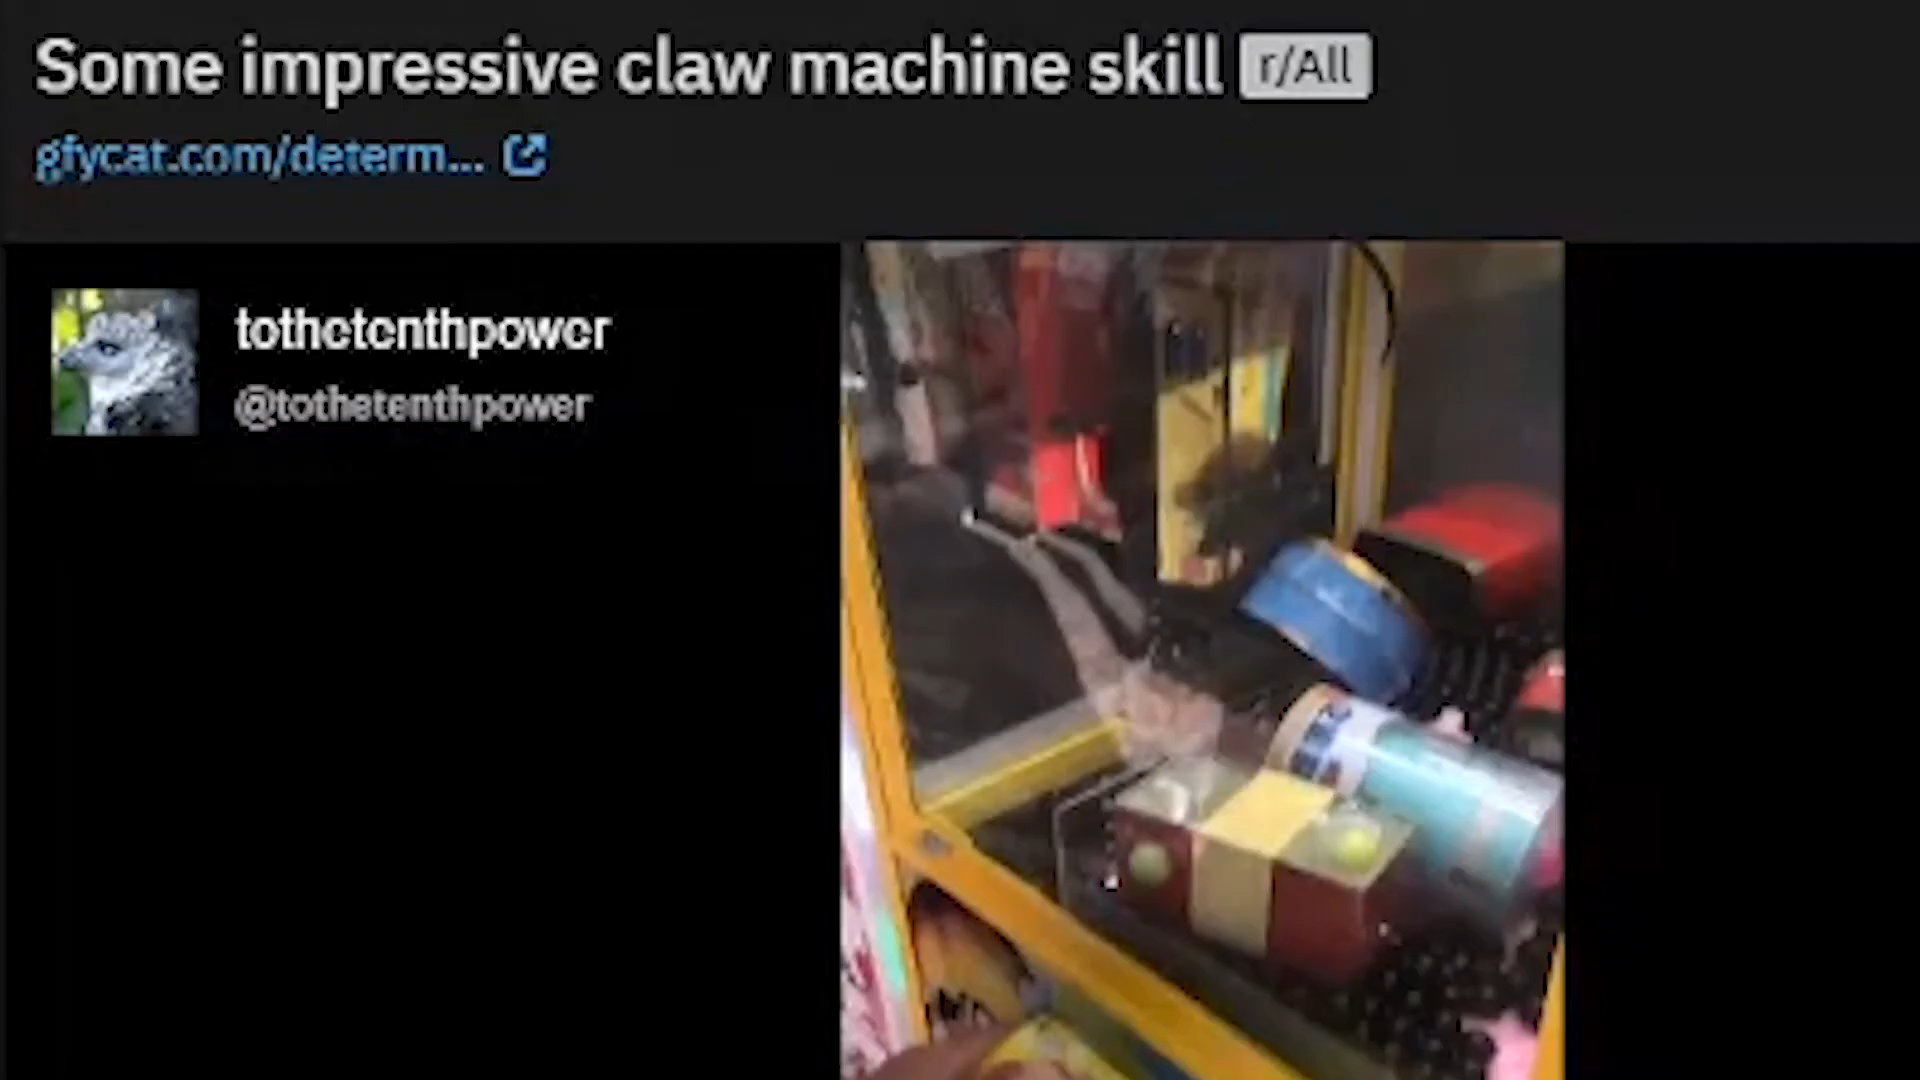 Some impressive claw machine skill r/All
gfycat.com/determ...
tothetenthpower
@tothetenthpower